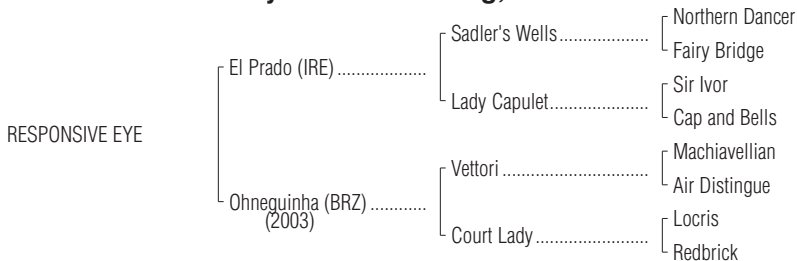 Northern Dancer
Sadler's Wells....................
Fairy Bridge
El Prado (IRE) ...................
Sir Ivor
Lady Capulet......................
Cap and Bells
RESPONSIVE EYE
Machiavellian
Vettori ..............................
Air Distingue
Ohneguinha (BRZ) ............
(2003)
Locris
Court Lady.........................
Redbrick